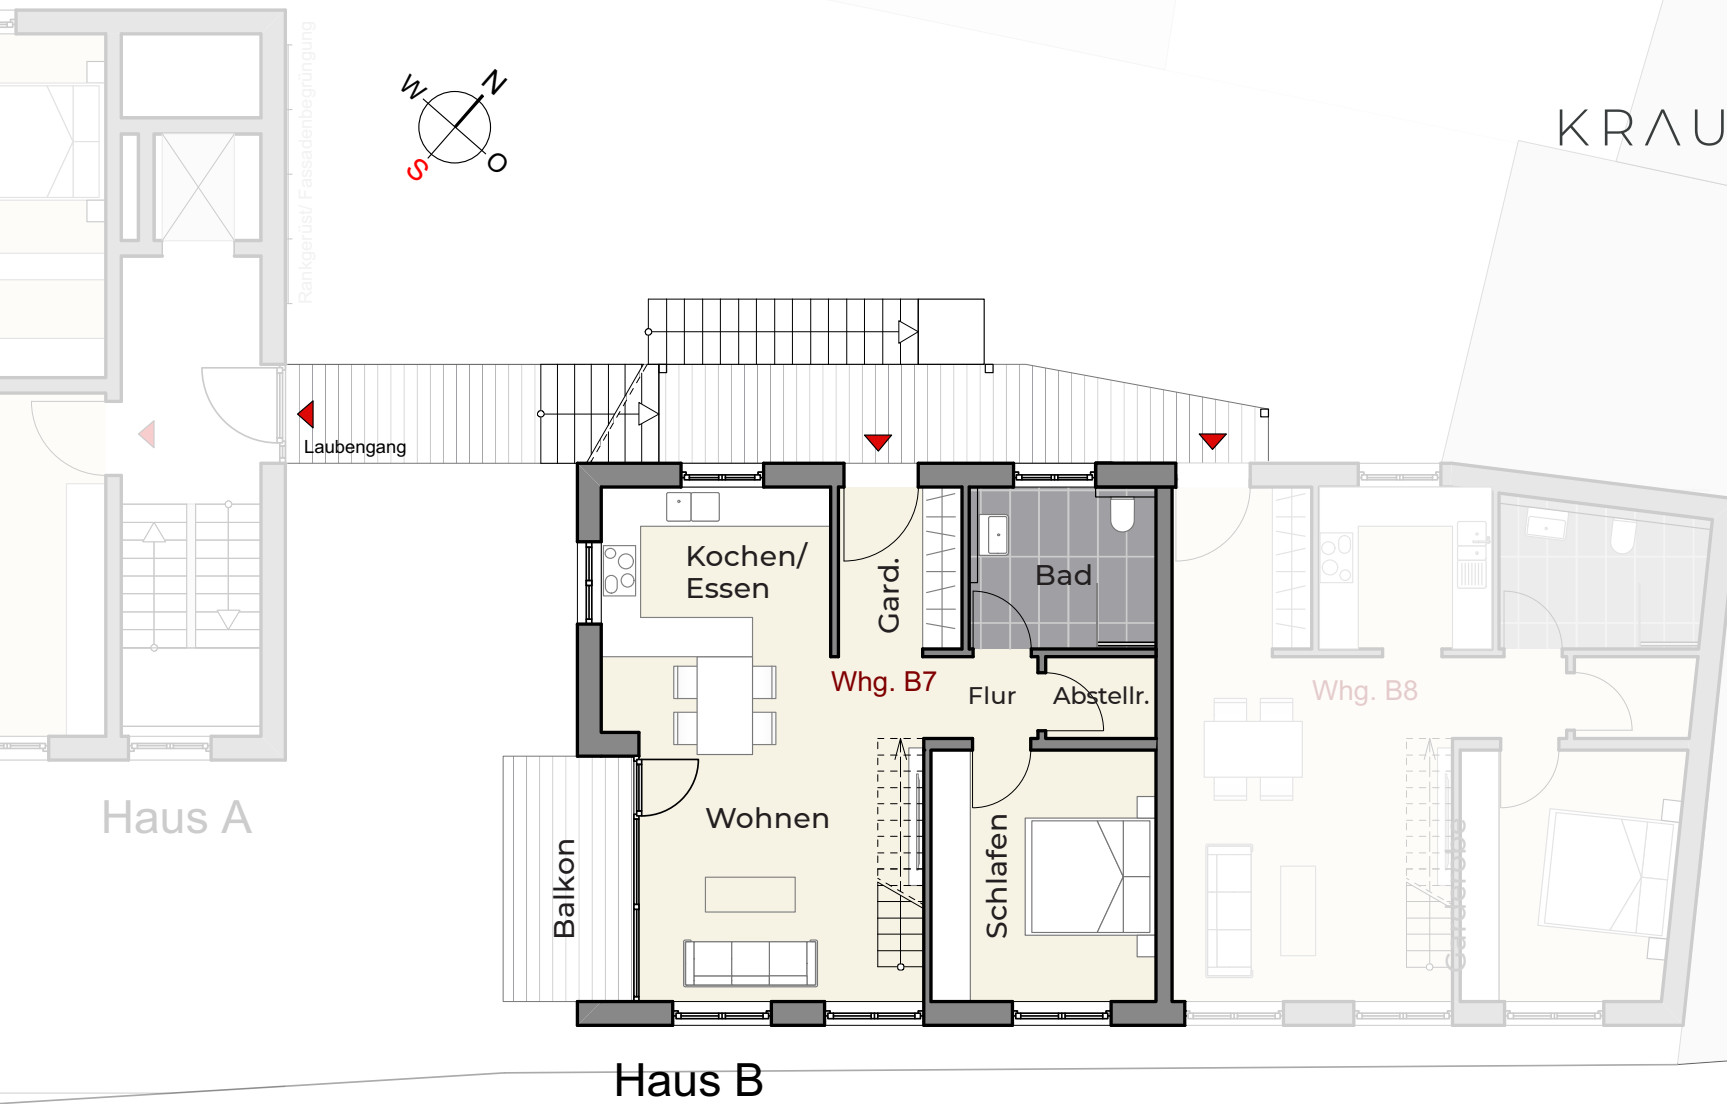 Rankgerüst/ Fassadenbegrünung
W
N
S
O
KRAU
Laubengang
Kochen/
Essen
Gard.
Bad
Whg. B7
Flur
Abstellr.
Whg. B8
Wohnen
Schlafen
Balkon
Garderobe
Haus A
Haus B